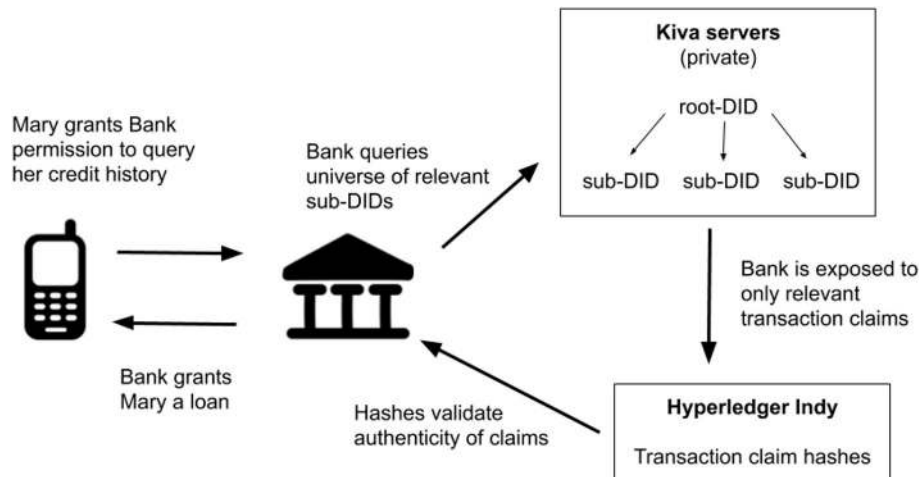 Kiva servers
(private)
root-DID
sub-DID sub-DID sub-DID
Mary grants Bank
permission to query
her credit history
Bank queries
universe of relevant
sub-DIDs
Bank is exposed to
only relevant
transaction claims
Bank grants
Mary a loan
Hashes validate
authenticity of claims
Hyperledger Indy
Transaction claim hashes